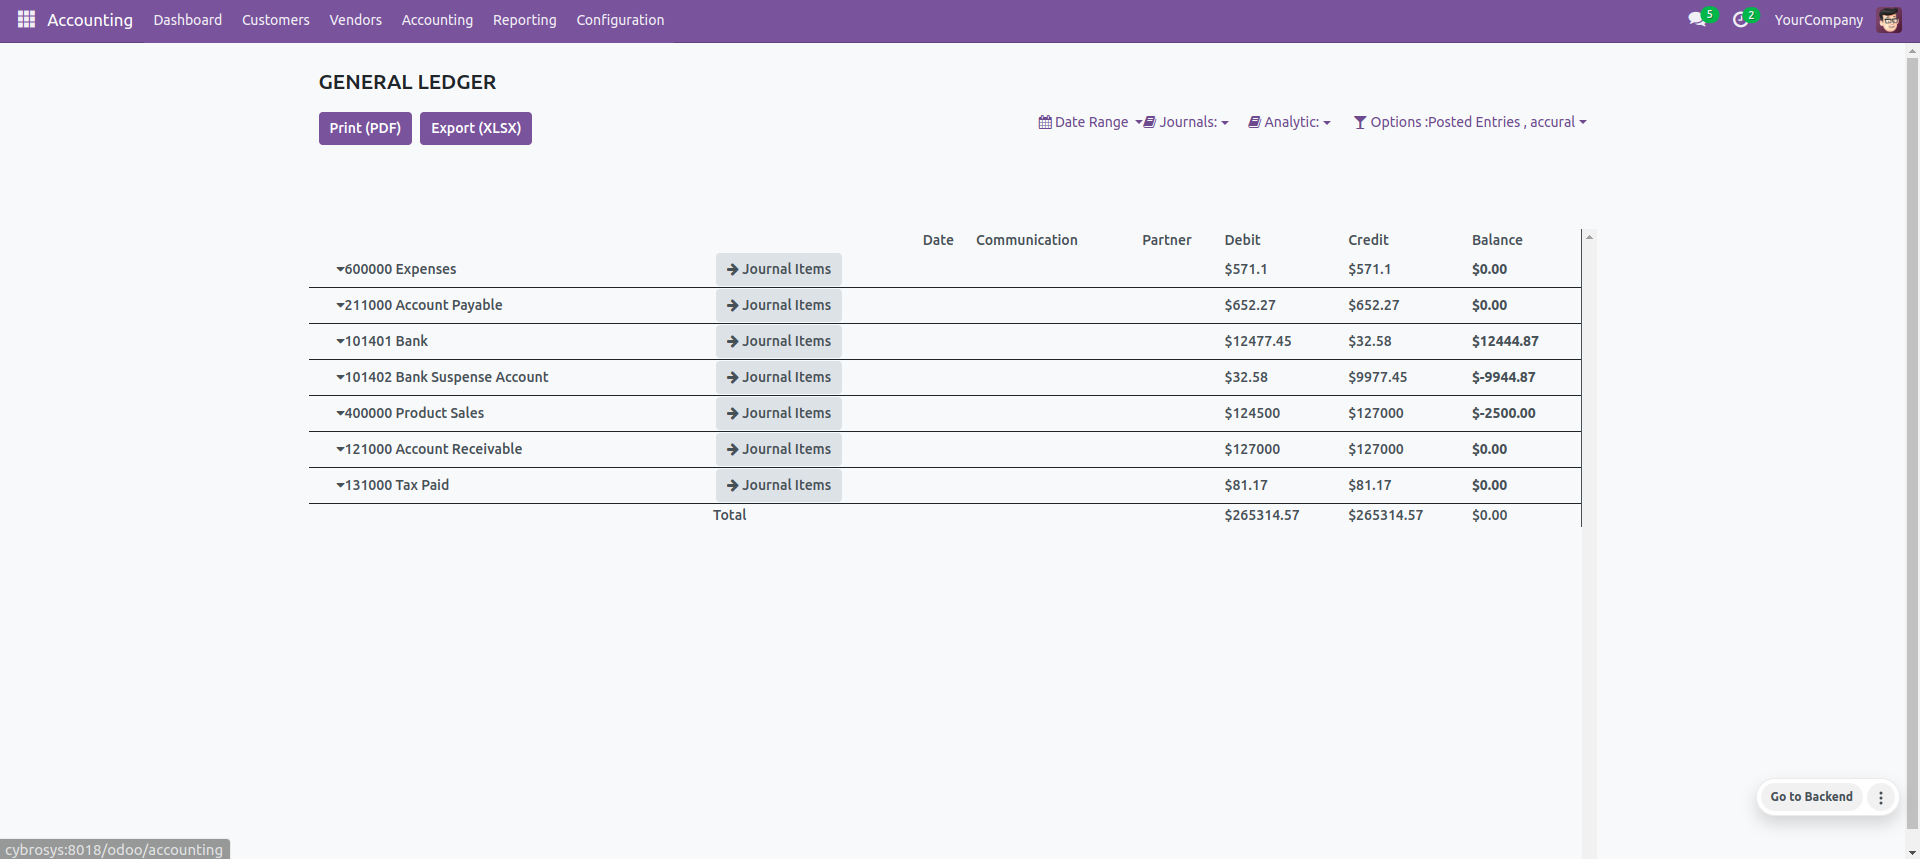 Accounting Dashboard Customers Vendors Accounting Reporting Configuration 5 2 YourCompany
GENERAL LEDGER
Print (PDF) Export (XLSX) Date Range Journals: Analytic: Options :Posted Entries , accural
Date Communication Partner Debit Credit Balance
600000 Expenses Journal Items $571.1 $571.1 $0.00
211000 Account Payable Journal Items $652.27 $652.27 $0.00
101401 Bank Journal Items $12477.45 $32.58 $12444.87
101402 Bank Suspense Account Journal Items $32.58 $9977.45 $-9944.87
400000 Product Sales Journal Items $124500 $127000 $-2500.00
121000 Account Receivable Journal Items $127000 $127000 $0.00
131000 Tax Paid Journal Items $81.17 $81.17 $0.00
Total $265314.57 $265314.57 $0.00
Go to Backend
cybrosys:8018/odoo/accounting